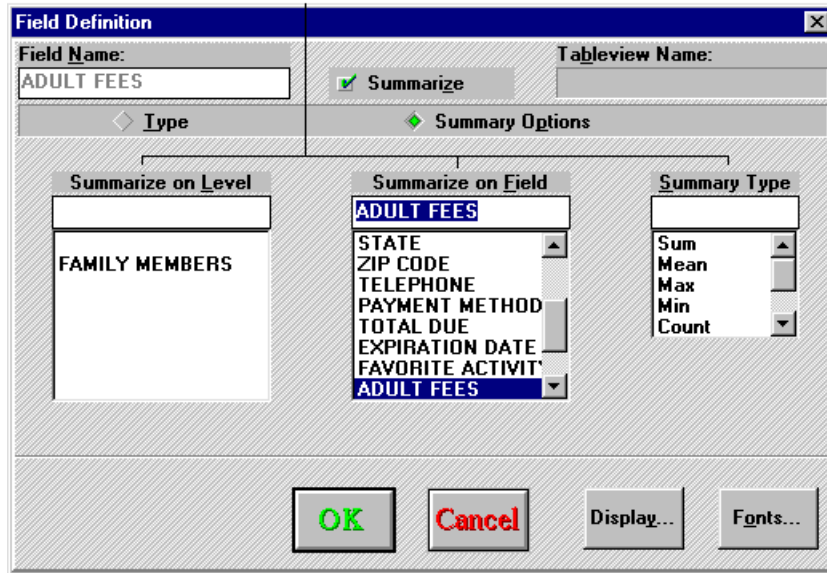 Field Definition
Field Name:
Tableview Name:
ADULT FEES
Summarize
Type
Summary Options
Summarize on Level
Summarize on Field
Summary Type
ADULT FEES
FAMILY MEMBERS
STATE
ZIP CODE
TELEPHONE
PAYMENT METHOD
TOTAL DUE
EXPIRATION DATE
FAVORITE ACTIVIT
ADULT FEES
Sum
Mean
Max
Min
Count
OK
Cancel
Display...
Fonts...